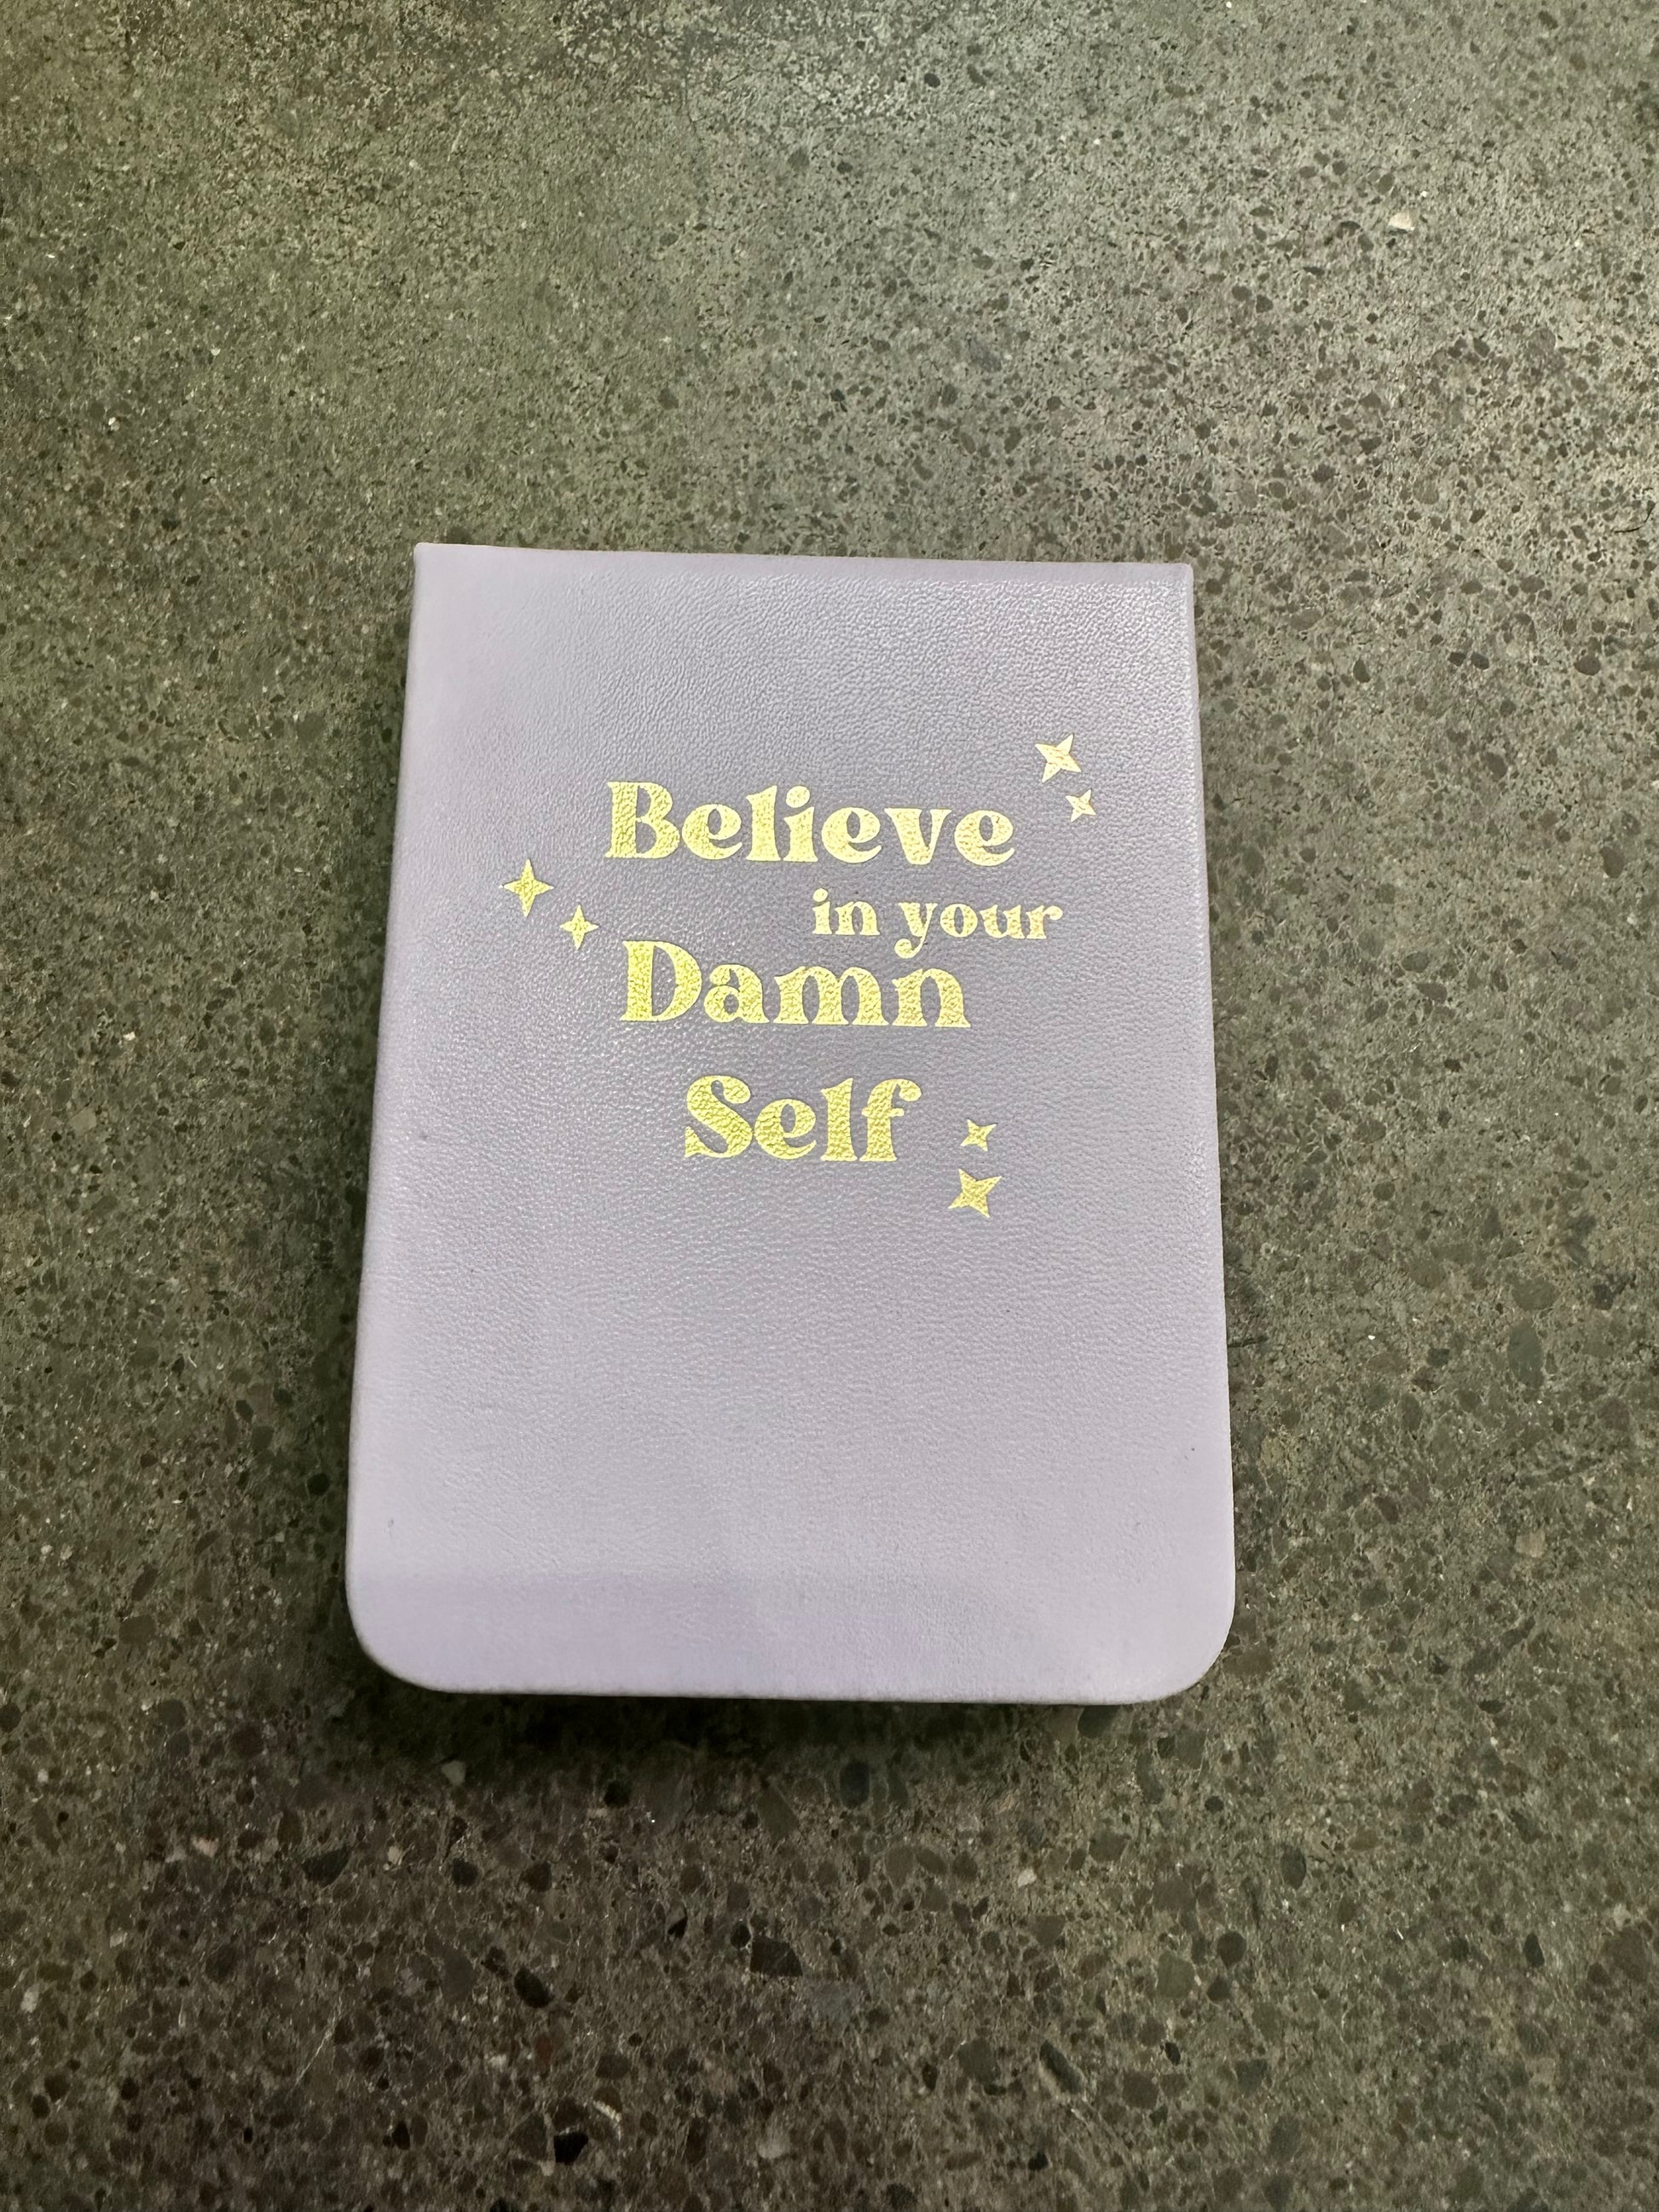 Believe
in your
Damn
Self